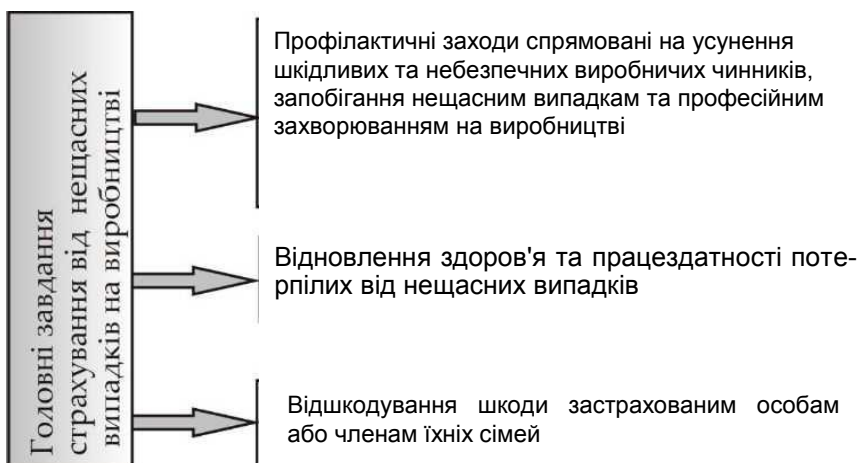 Головні завдання
страхування від нещасних
випадків на виробництві
Профілактичні заходи спрямовані на усунення
шкідливих та небезпечних виробничих чинників,
запобігання нещасним випадкам та професійним
захворюванням на виробництві
Відновлення здоров'я та працездатності поте-
рпілих від нещасних випадків
Відшкодування шкоди застрахованим особам
або членам їхніх сімей